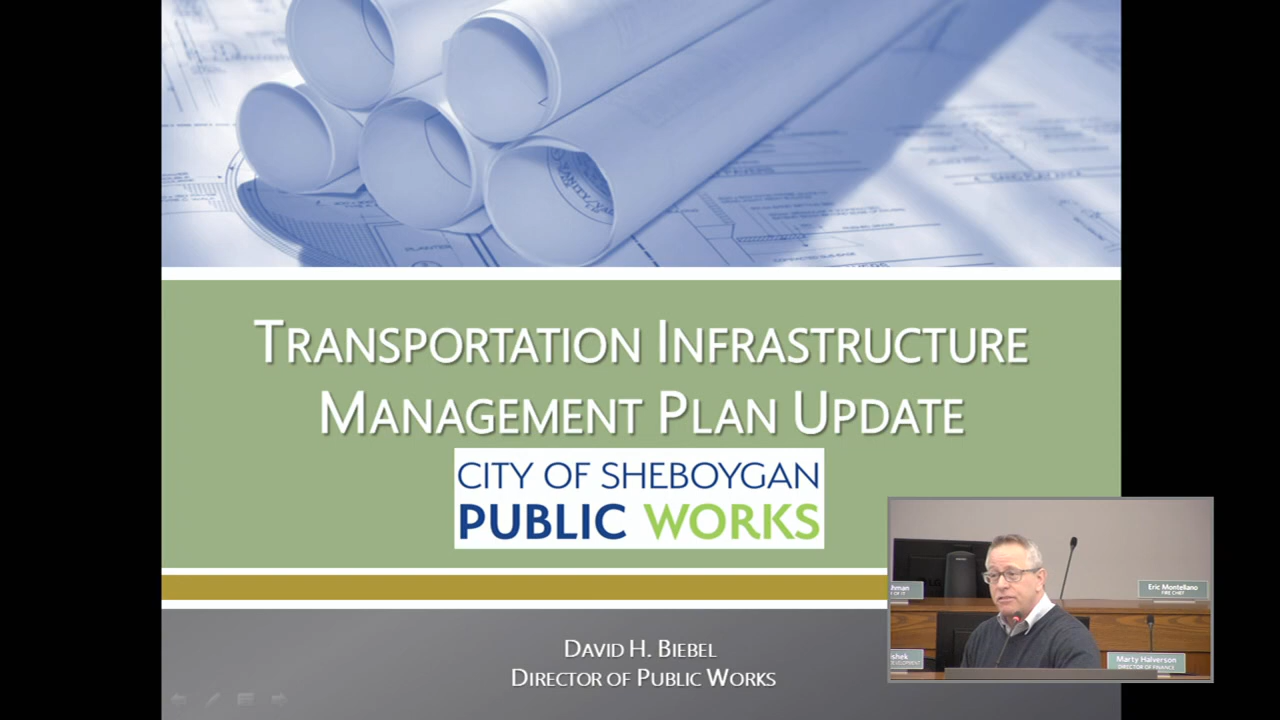 PLANTER
TRANSPORTATION INFRASTRUCTURE
MANAGEMENT PLAN UPDATE
CITY OF SHEBOYGAN
PUBLIC WORKS
DAVID H. BIEBEL
DIRECTOR OF PUBLIC WORKS
Eric Montellano
FIRE CHIEF
Marty Halverson
DIRECTOR OF FINANCE